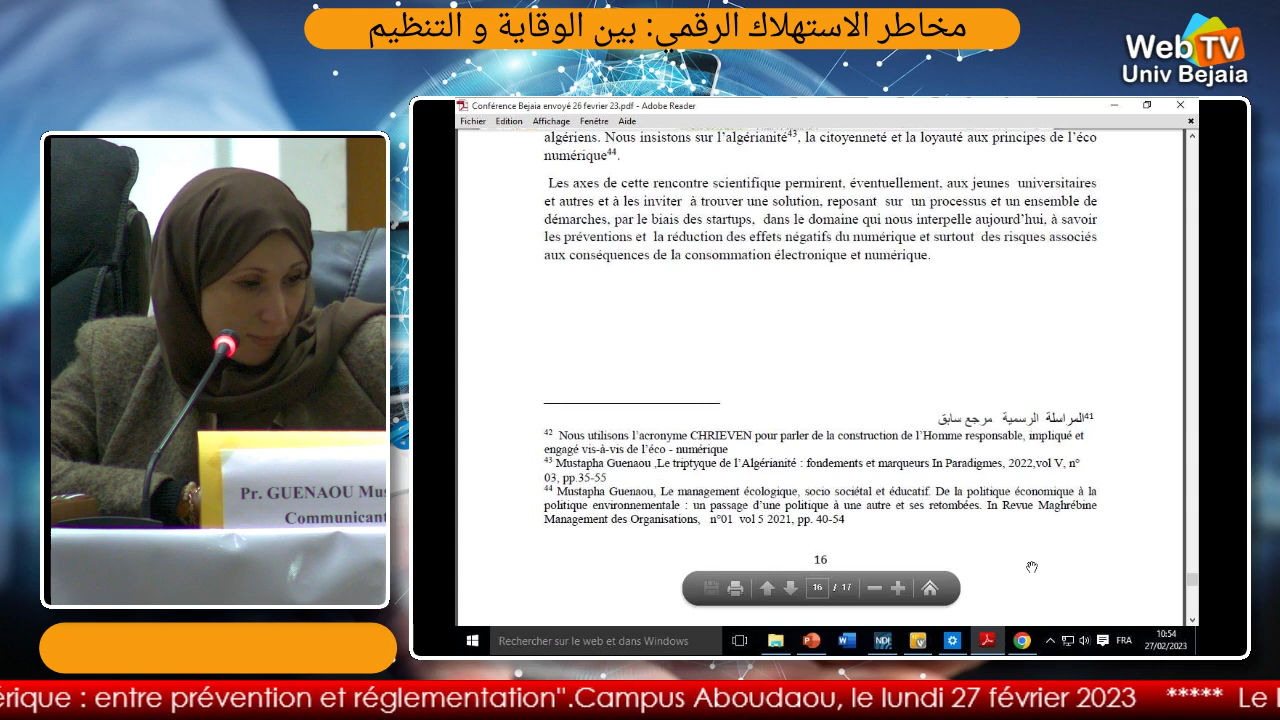 مخاطر الاستهلاك الرقمي: بين الوقاية و التنظيم
Web TV
Univ Bejaia
Conférence Bejaia envoyé 26 fevrier 23.pdf - Adobe Reader
Fichier Edition Affichage Fenêtre Aide
algériens. Nous insistons sur l'algérianité43, la citoyenneté et la loyauté aux principes de l'éco
numérique44.
Les axes de cette rencontre scientifique permirent, éventuellement, aux jeunes universitaires
et autres et à les inviter à trouver une solution, reposant sur un processus et un ensemble de
démarches, par le biais des startups, dans le domaine qui nous interpelle aujourd'hui, à savoir
les préventions et la réduction des effets négatifs du numérique et surtout des risques associés
aux conséquences de la consommation électronique et numérique.
41المراسلة الرسمية مرجع سابق
42 Nous utilisons l'acronyme CHRIEVEN pour parler de la construction de l'Homme responsable, impliqué et
engagé vis-à-vis de l'éco - numérique
43 Mustapha Guenaou ,Le triptyque de l'Algérianité : fondements et marqueurs In Paradigmes, 2022,vol V, n°
03, pp.35-55
44 Mustapha Guenaou, Le management écologique, socio sociétal et éducatif. De la politique économique à la
politique environnementale : un passage d'une politique à une autre et ses retombées. In Revue Maghrébine
Management des Organisations, n°01 vol 5 2021, pp. 40-54
16
16 / 17
Rechercher sur le web et dans Windows
NDI
FRA
10:54
27/02/2023
Pr. GUENAOU Mus
Communicant
érique : entre prévention et réglementation".Campus Aboudaou, le lundi 27 février 2023 ***** Le